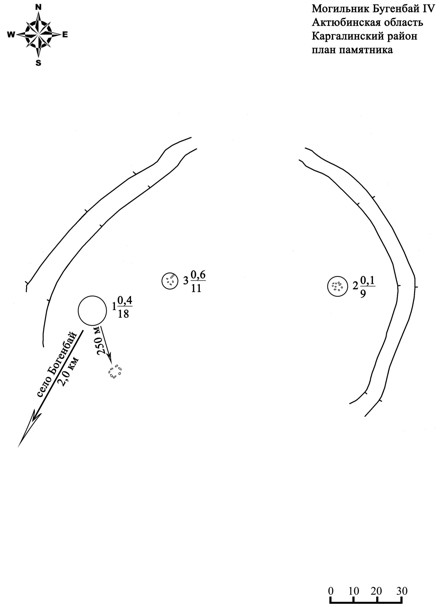 N
W E
S
Могильник Бугенбай IV
Актюбинская область
Каргалинский район
план памятника
3 0,6
11
2 0,1
9
1 0,4
18
250 м
село Богенбай
2,0 км
0 10 20 30